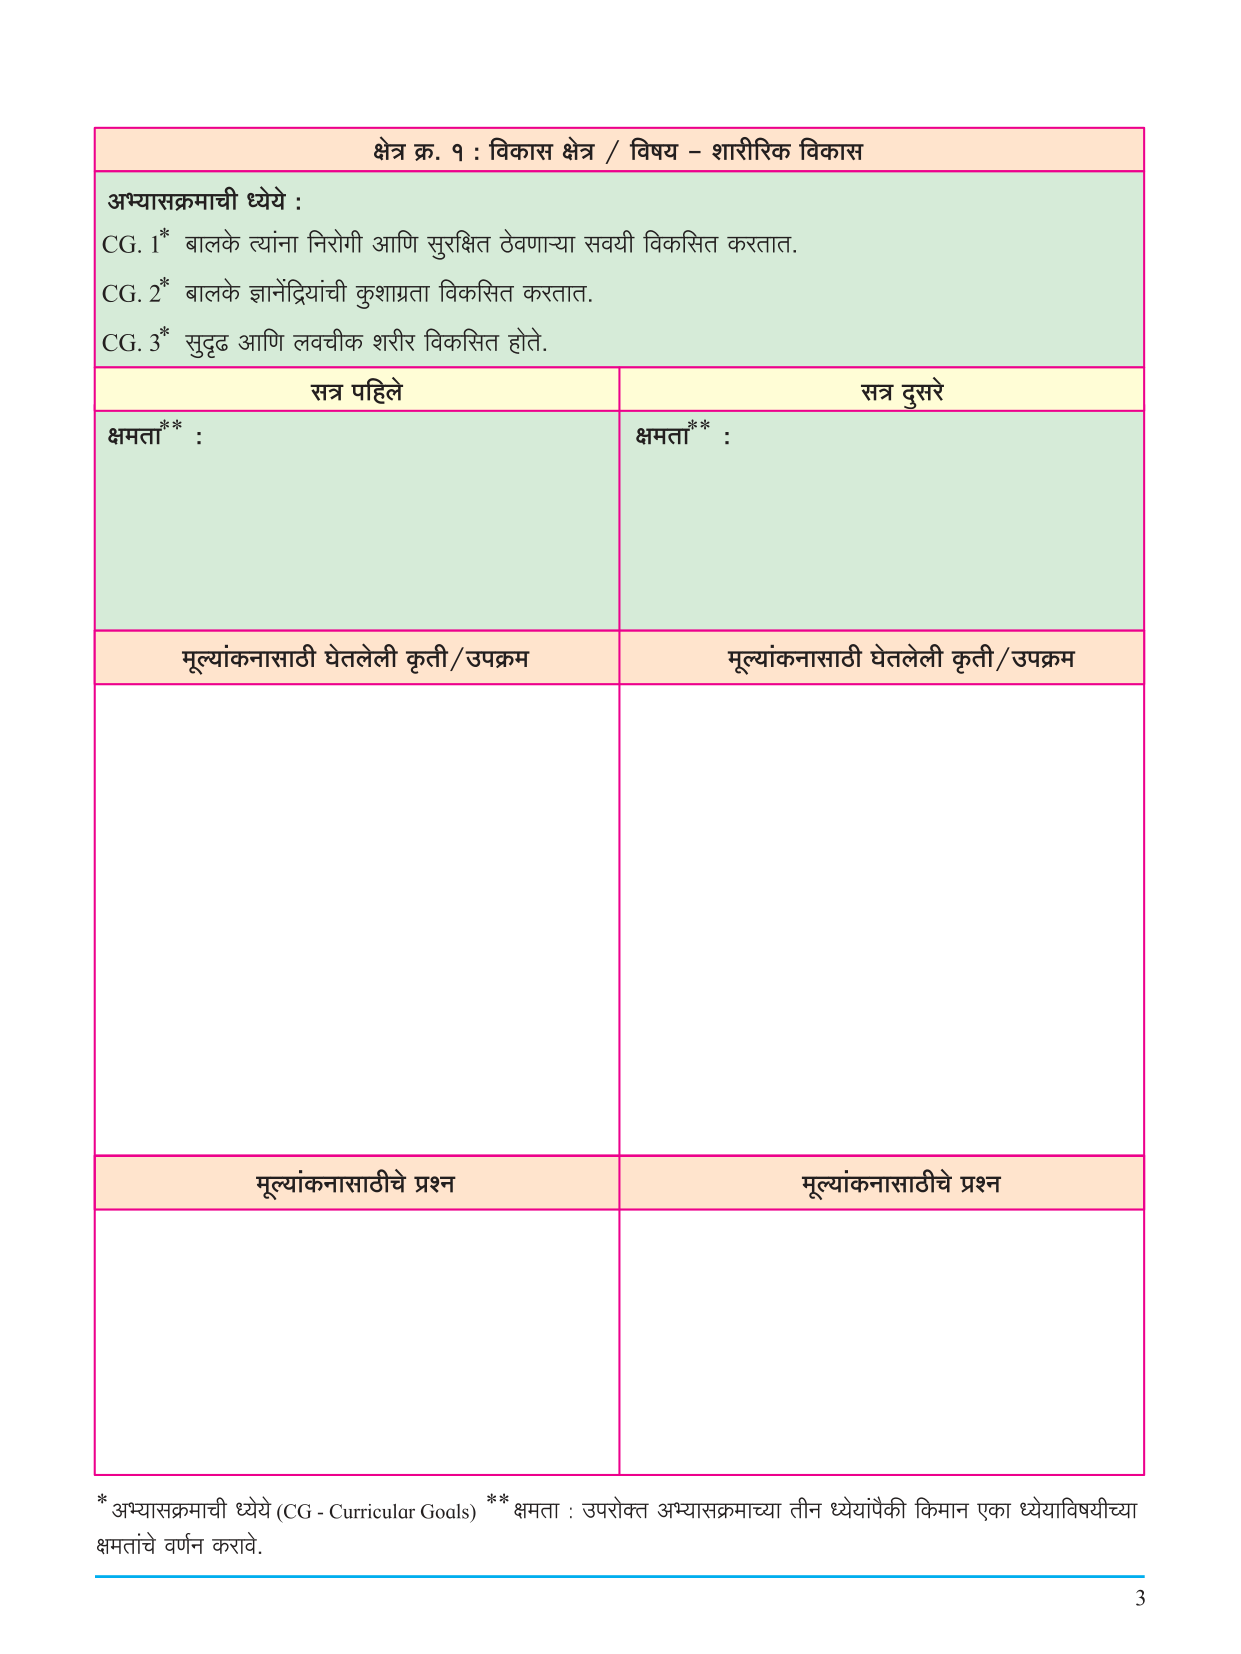 क्षेत्र क्र. १ : विकास क्षेत्र / विषय – शारीरिक विकास
अभ्यासक्रमाची ध्येये :
CG. 1* बालके त्यांना निरोगी आणि सुरक्षित ठेवणाऱ्या सवयी विकसित करतात.
CG. 2* बालके ज्ञानेंद्रियांची कुशाग्रता विकसित करतात.
CG. 3* सुदृढ आणि लवचीक शरीर विकसित होते.
सत्र पहिले
सत्र दुसरे
क्षमता** :
क्षमता** :
मूल्यांकनासाठी घेतलेली कृती/उपक्रम
मूल्यांकनासाठी घेतलेली कृती/उपक्रम
मूल्यांकनासाठीचे प्रश्न
मूल्यांकनासाठीचे प्रश्न
* अभ्यासक्रमाची ध्येये (CG - Curricular Goals) ** क्षमता : उपरोक्त अभ्यासक्रमाच्या तीन ध्येयांपैकी किमान एका ध्येयाविषयीच्या
क्षमतांचे वर्णन करावे.
3